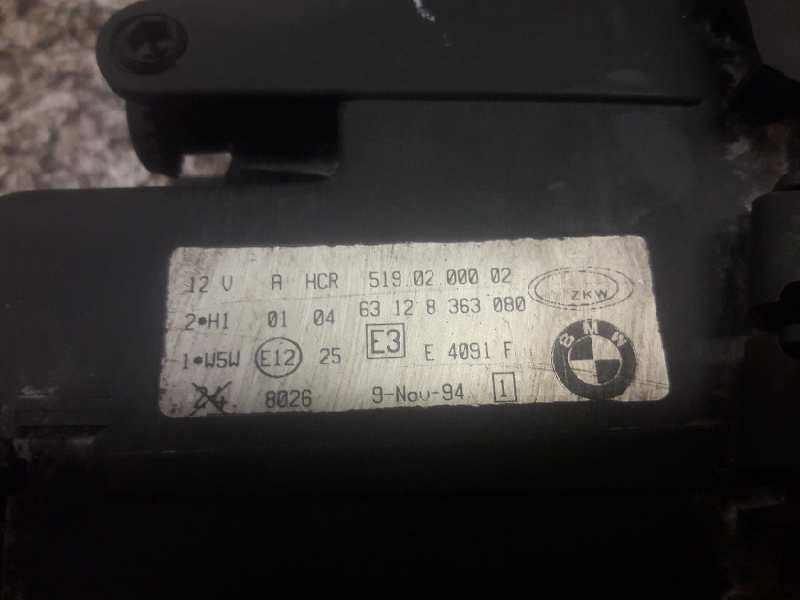 12 V A HCR 519 02 000 02
ZKW
2•H1 01 04 63 12 8 363 080
1•W5W E12 25 E3 E 4091 F
BMW
24 8026 9-Nov-94 1